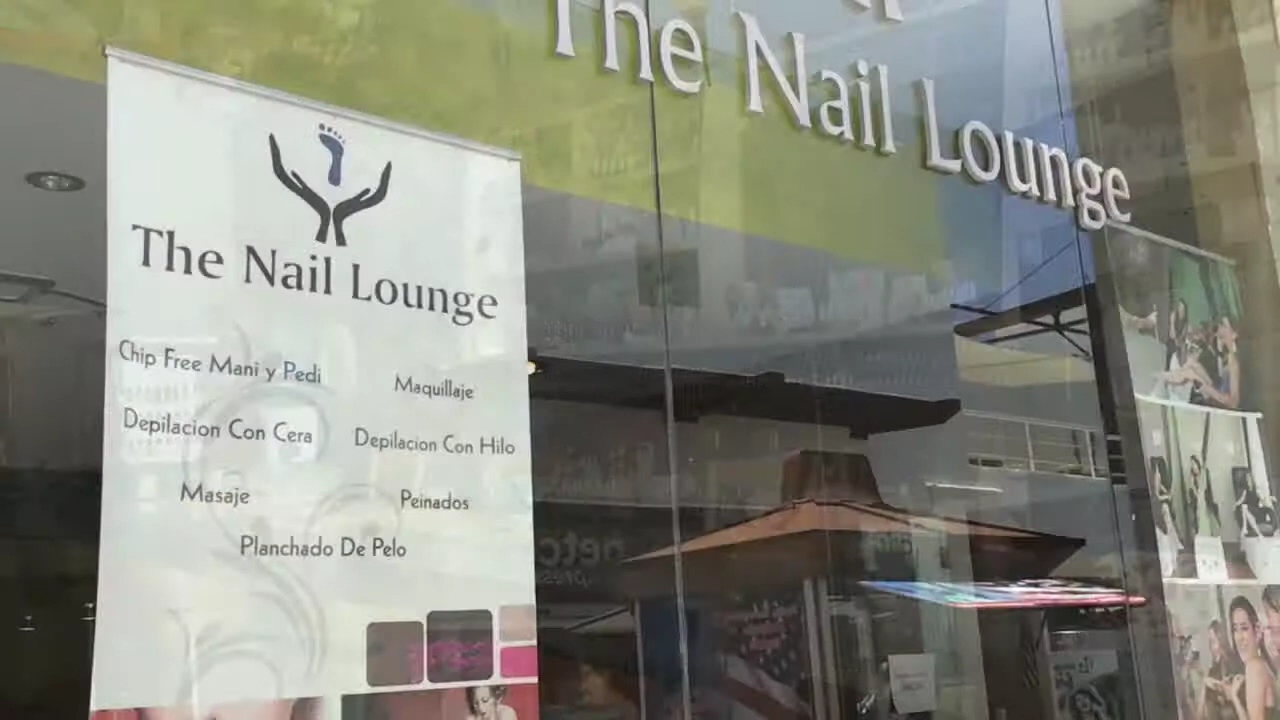 The Nail Lounge
The Nail Lounge
Chip Free Mani y Pedi
Maquillaje
Depilacion Con Cera
Depilacion Con Hilo
Masaje
Peinados
Planchado De Pelo